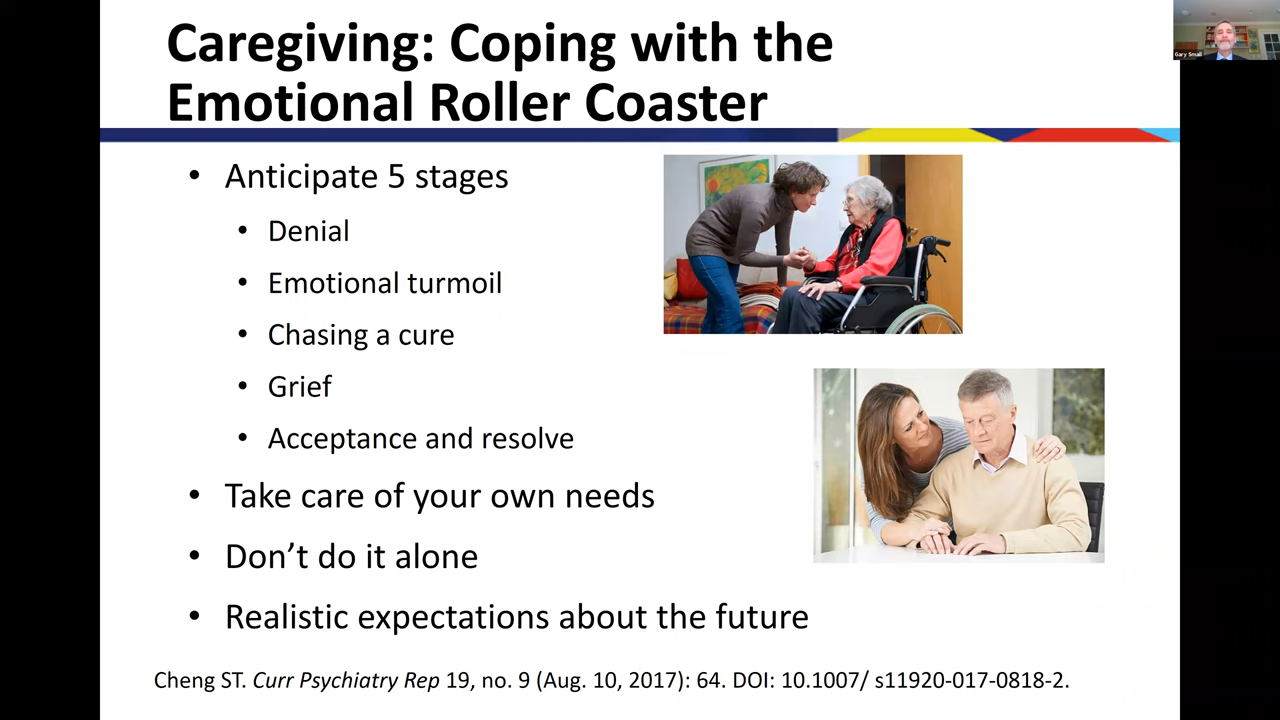 Caregiving: Coping with the
Emotional Roller Coaster
• Anticipate 5 stages
• Denial
• Emotional turmoil
• Chasing a cure
• Grief
• Acceptance and resolve
• Take care of your own needs
• Don’t do it alone
• Realistic expectations about the future
Cheng ST. Curr Psychiatry Rep 19, no. 9 (Aug. 10, 2017): 64. DOI: 10.1007/ s11920-017-0818-2.
Gary Small